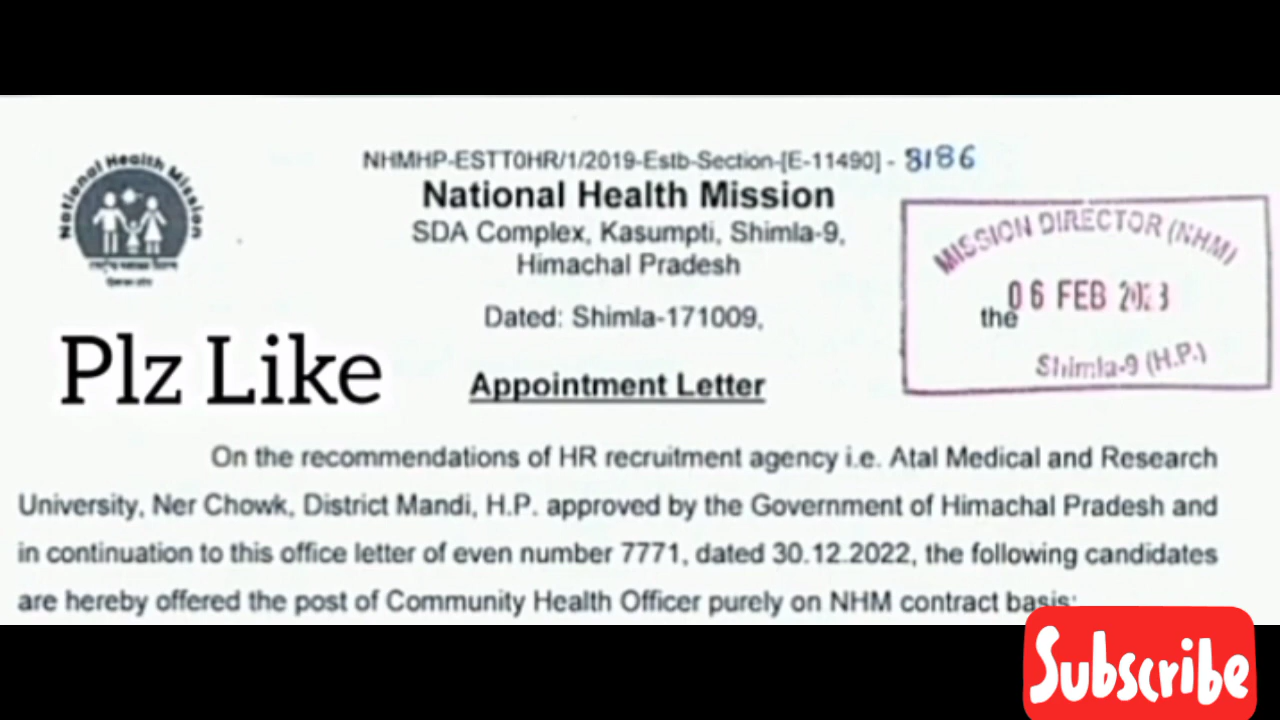 NHMHP-ESTT0HR/1/2019-Estb-Section-[E-11490] - 8186
National Health Mission
National Health Mission
SDA Complex, Kasumpti, Shimla-9,
Himachal Pradesh
MISSION DIRECTOR (NHM)
06 FEB 2023
Dated: Shimla-171009, the
Shimla-9 (H.P.)
Plz Like
Appointment Letter
On the recommendations of HR recruitment agency i.e. Atal Medical and Research
University, Ner Chowk, District Mandi, H.P. approved by the Government of Himachal Pradesh and
in continuation to this office letter of even number 7771, dated 30.12.2022, the following candidates
are hereby offered the post of Community Health Officer purely on NHM contract basis:
Subscribe